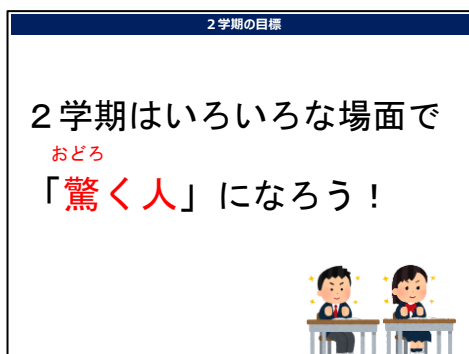 ２学期の目標
２学期はいろいろな場面で
おどろ
「驚く人」になろう！